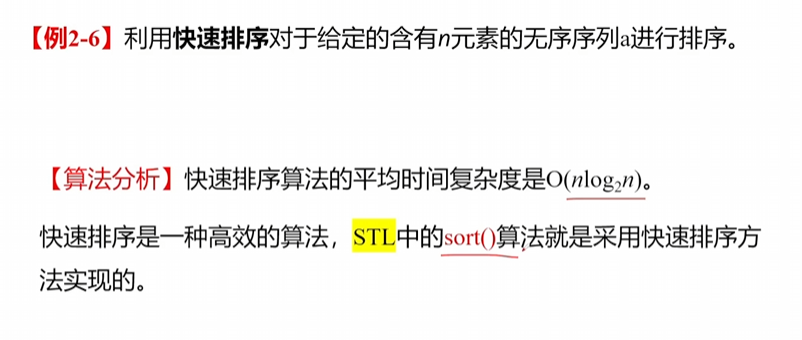 【例2-6】利用快速排序对于给定的含有n元素的无序序列a进行排序。
【算法分析】快速排序算法的平均时间复杂度是O(nlog₂n)。
快速排序是一种高效的算法，STL中的sort()算法就是采用快速排序方
法实现的。